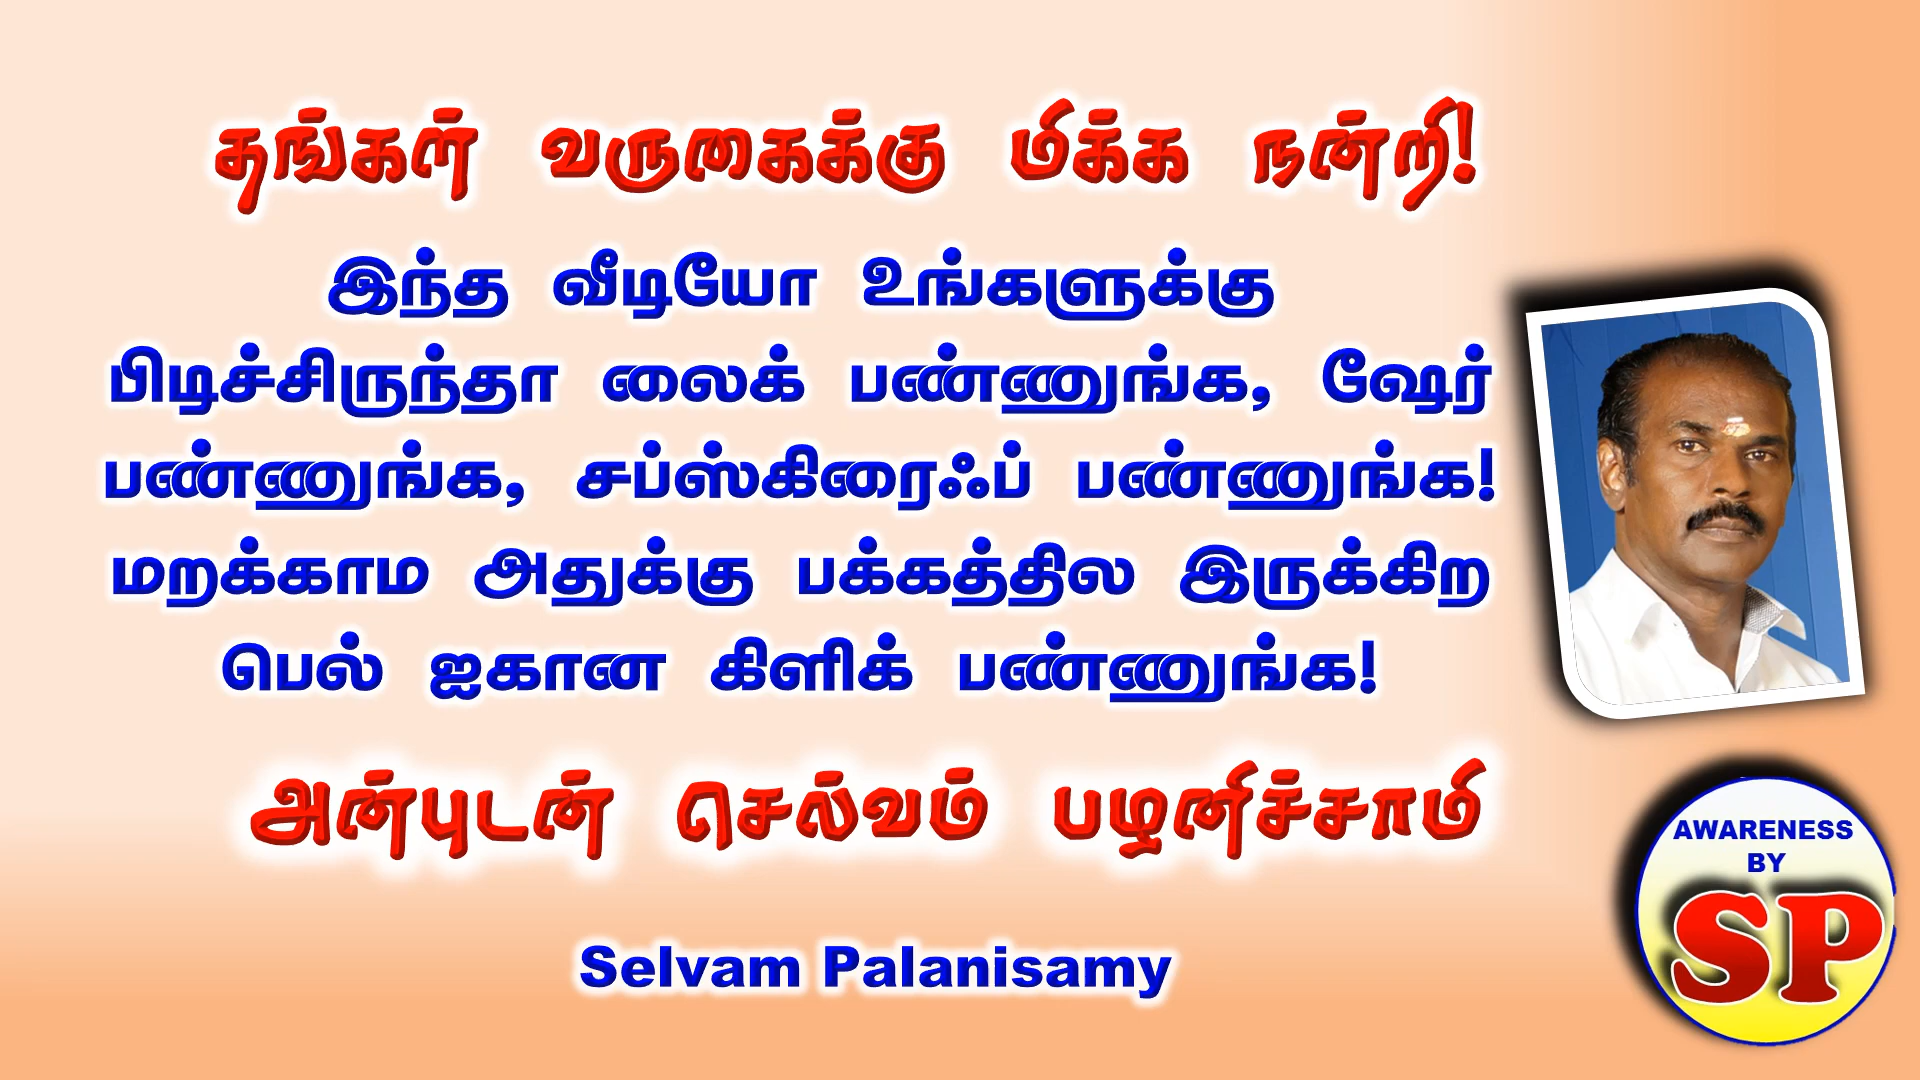 தங்கள் வருகைக்கு மிக்க நன்றி!
இந்த வீடியோ உங்களுக்கு
பிடிச்சிருந்தா லைக் பண்ணுங்க, ஷேர்
பண்ணுங்க, சப்ஸ்கிரைஃப் பண்ணுங்க!
மறக்காம அதுக்கு பக்கத்தில இருக்கிற
பெல் ஐகான கிளிக் பண்ணுங்க!
அன்புடன் செல்வம் பழனிச்சாமி
Selvam Palanisamy
AWARENESS
BY
SP